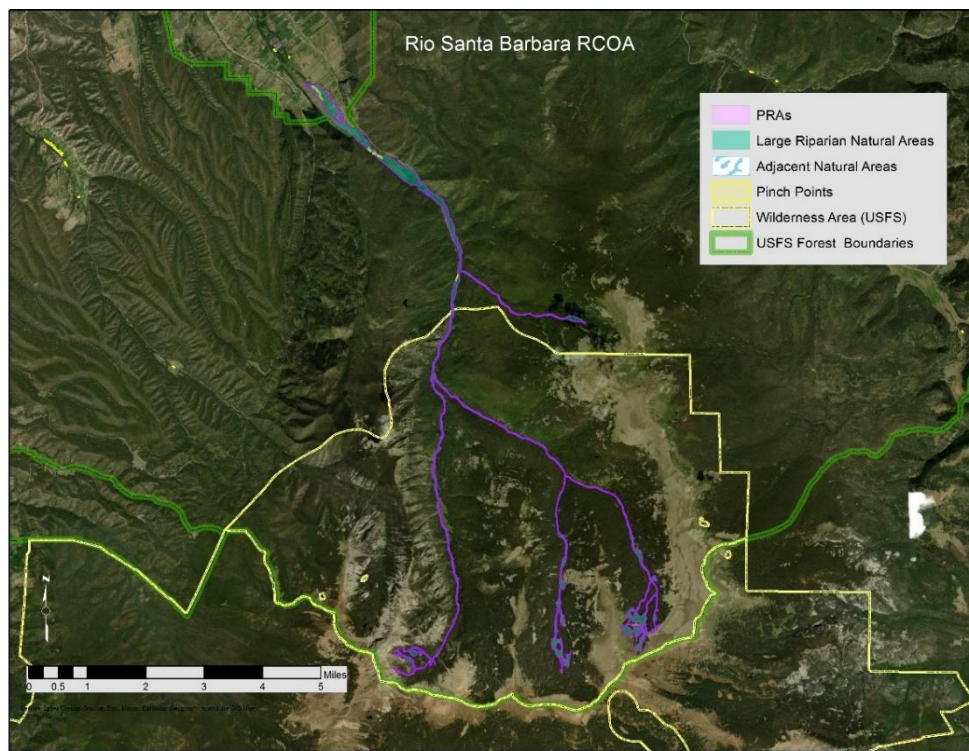 Rio Santa Barbara RCOA
PRAs
Large Riparian Natural Areas
Adjacent Natural Areas
Pinch Points
Wilderness Area (USFS)
USFS Forest Boundaries
N
Miles
0 0.5 1 2 3 4 5